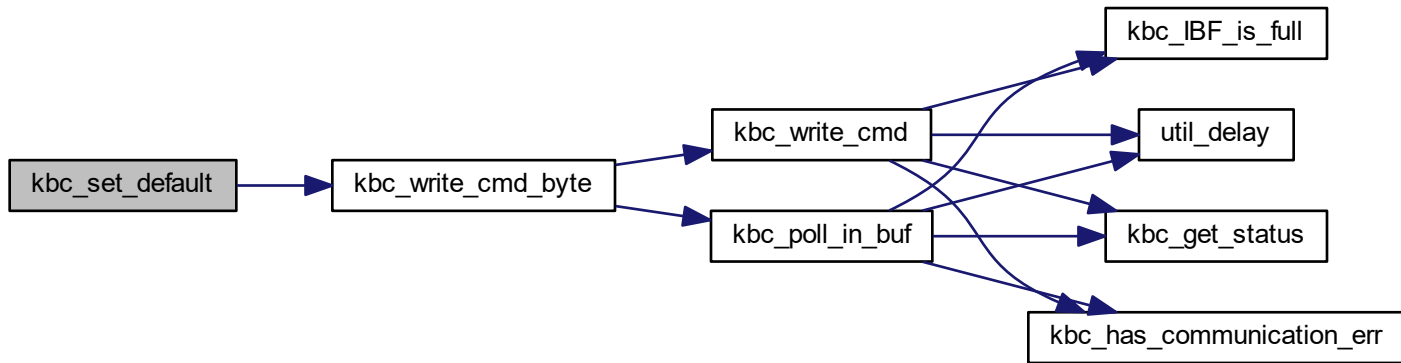 kbc_set_default
kbc_write_cmd_byte
kbc_write_cmd
kbc_poll_in_buf
kbc_IBF_is_full
util_delay
kbc_get_status
kbc_has_communication_err